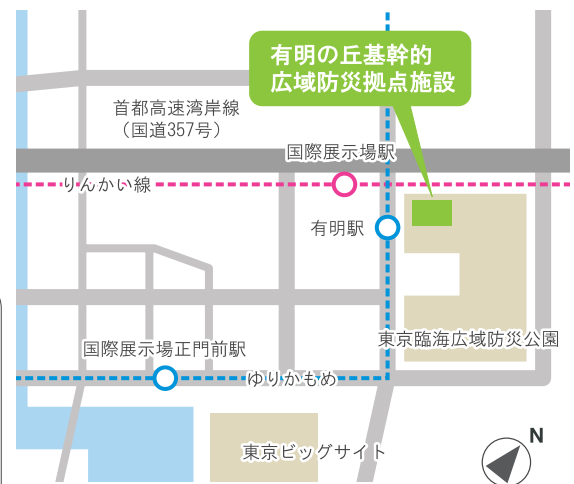 有明の丘基幹的
広域防災拠点施設
首都高速湾岸線
（国道357号）
国際展示場駅
りんかい線
有明駅
東京臨海広域防災公園
国際展示場正門前駅
ゆりかもめ
東京ビッグサイト
N